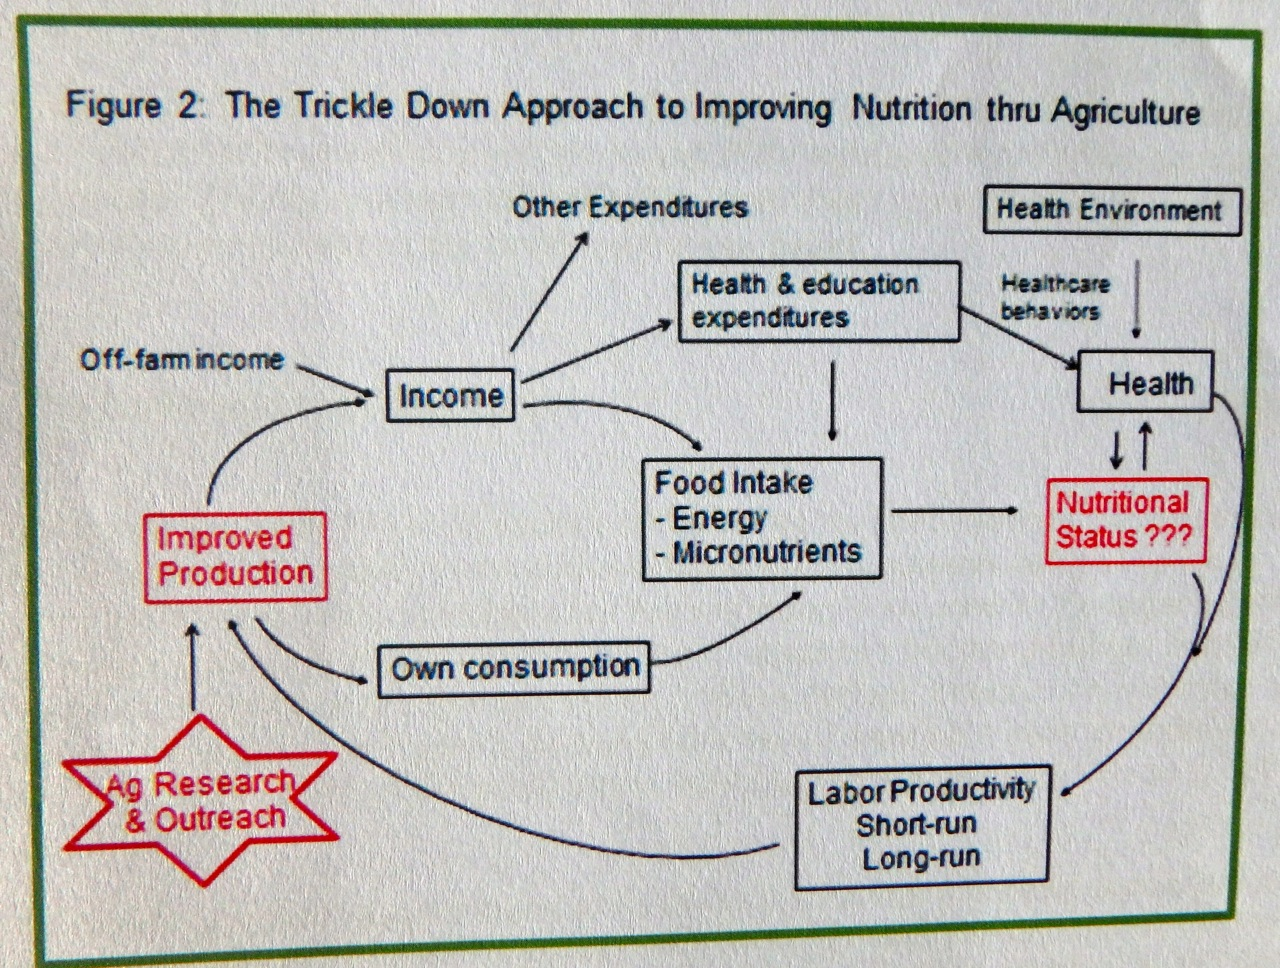 Figure 2: The Trickle Down Approach to Improving Nutrition thru Agriculture
Other Expenditures
Health Environment
Health & education
expenditures
Healthcare
behaviors
Off-farm income
Income
Health
Food Intake
- Energy
- Micronutrients
Nutritional
Status ???
Improved
Production
Own consumption
Ag Research
& Outreach
Labor Productivity
Short-run
Long-run